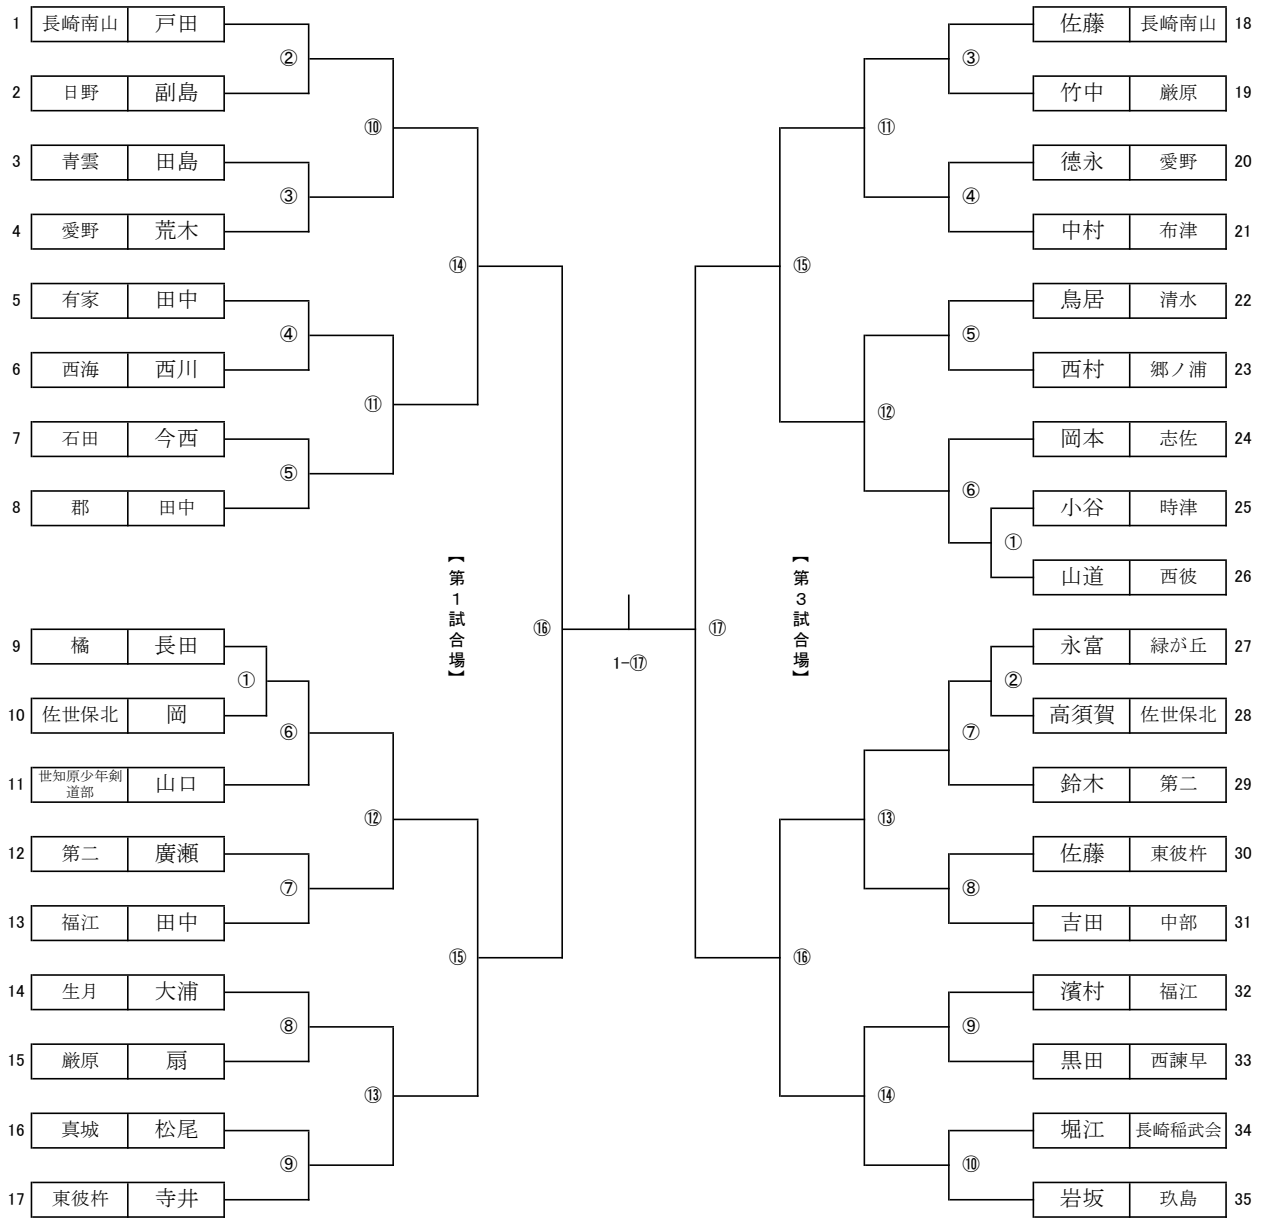 1 長崎南山 戸田
②
2 日野 副島
⑩
3 青雲 田島
③
4 愛野 荒木
⑭
5 有家 田中
④
6 西海 西川
⑪
7 石田 今西
⑤
8 郡 田中
【第1試合場】
⑯
9 橘 長田
①
10 佐世保北 岡
⑥
11 世知原少年剣
道部 山口
⑫
12 第二 廣瀬
⑦
13 福江 田中
⑮
14 生月 大浦
⑧
15 厳原 扇
⑬
16 真城 松尾
⑨
17 東彼杵 寺井
1-⑰
佐藤 長崎南山 18
③
竹中 厳原 19
⑪
德永 愛野 20
④
中村 布津 21
⑮
鳥居 清水 22
⑤
西村 郷ノ浦 23
⑫
岡本 志佐 24
⑥
小谷 時津 25
①
山道 西彼 26
【第3試合場】
⑰
永富 緑が丘 27
②
高須賀 佐世保北 28
⑦
鈴木 第二 29
⑬
佐藤 東彼杵 30
⑧
吉田 中部 31
⑯
濱村 福江 32
⑨
黒田 西諫早 33
⑭
堀江 長崎稲武会 34
⑩
岩坂 玖島 35